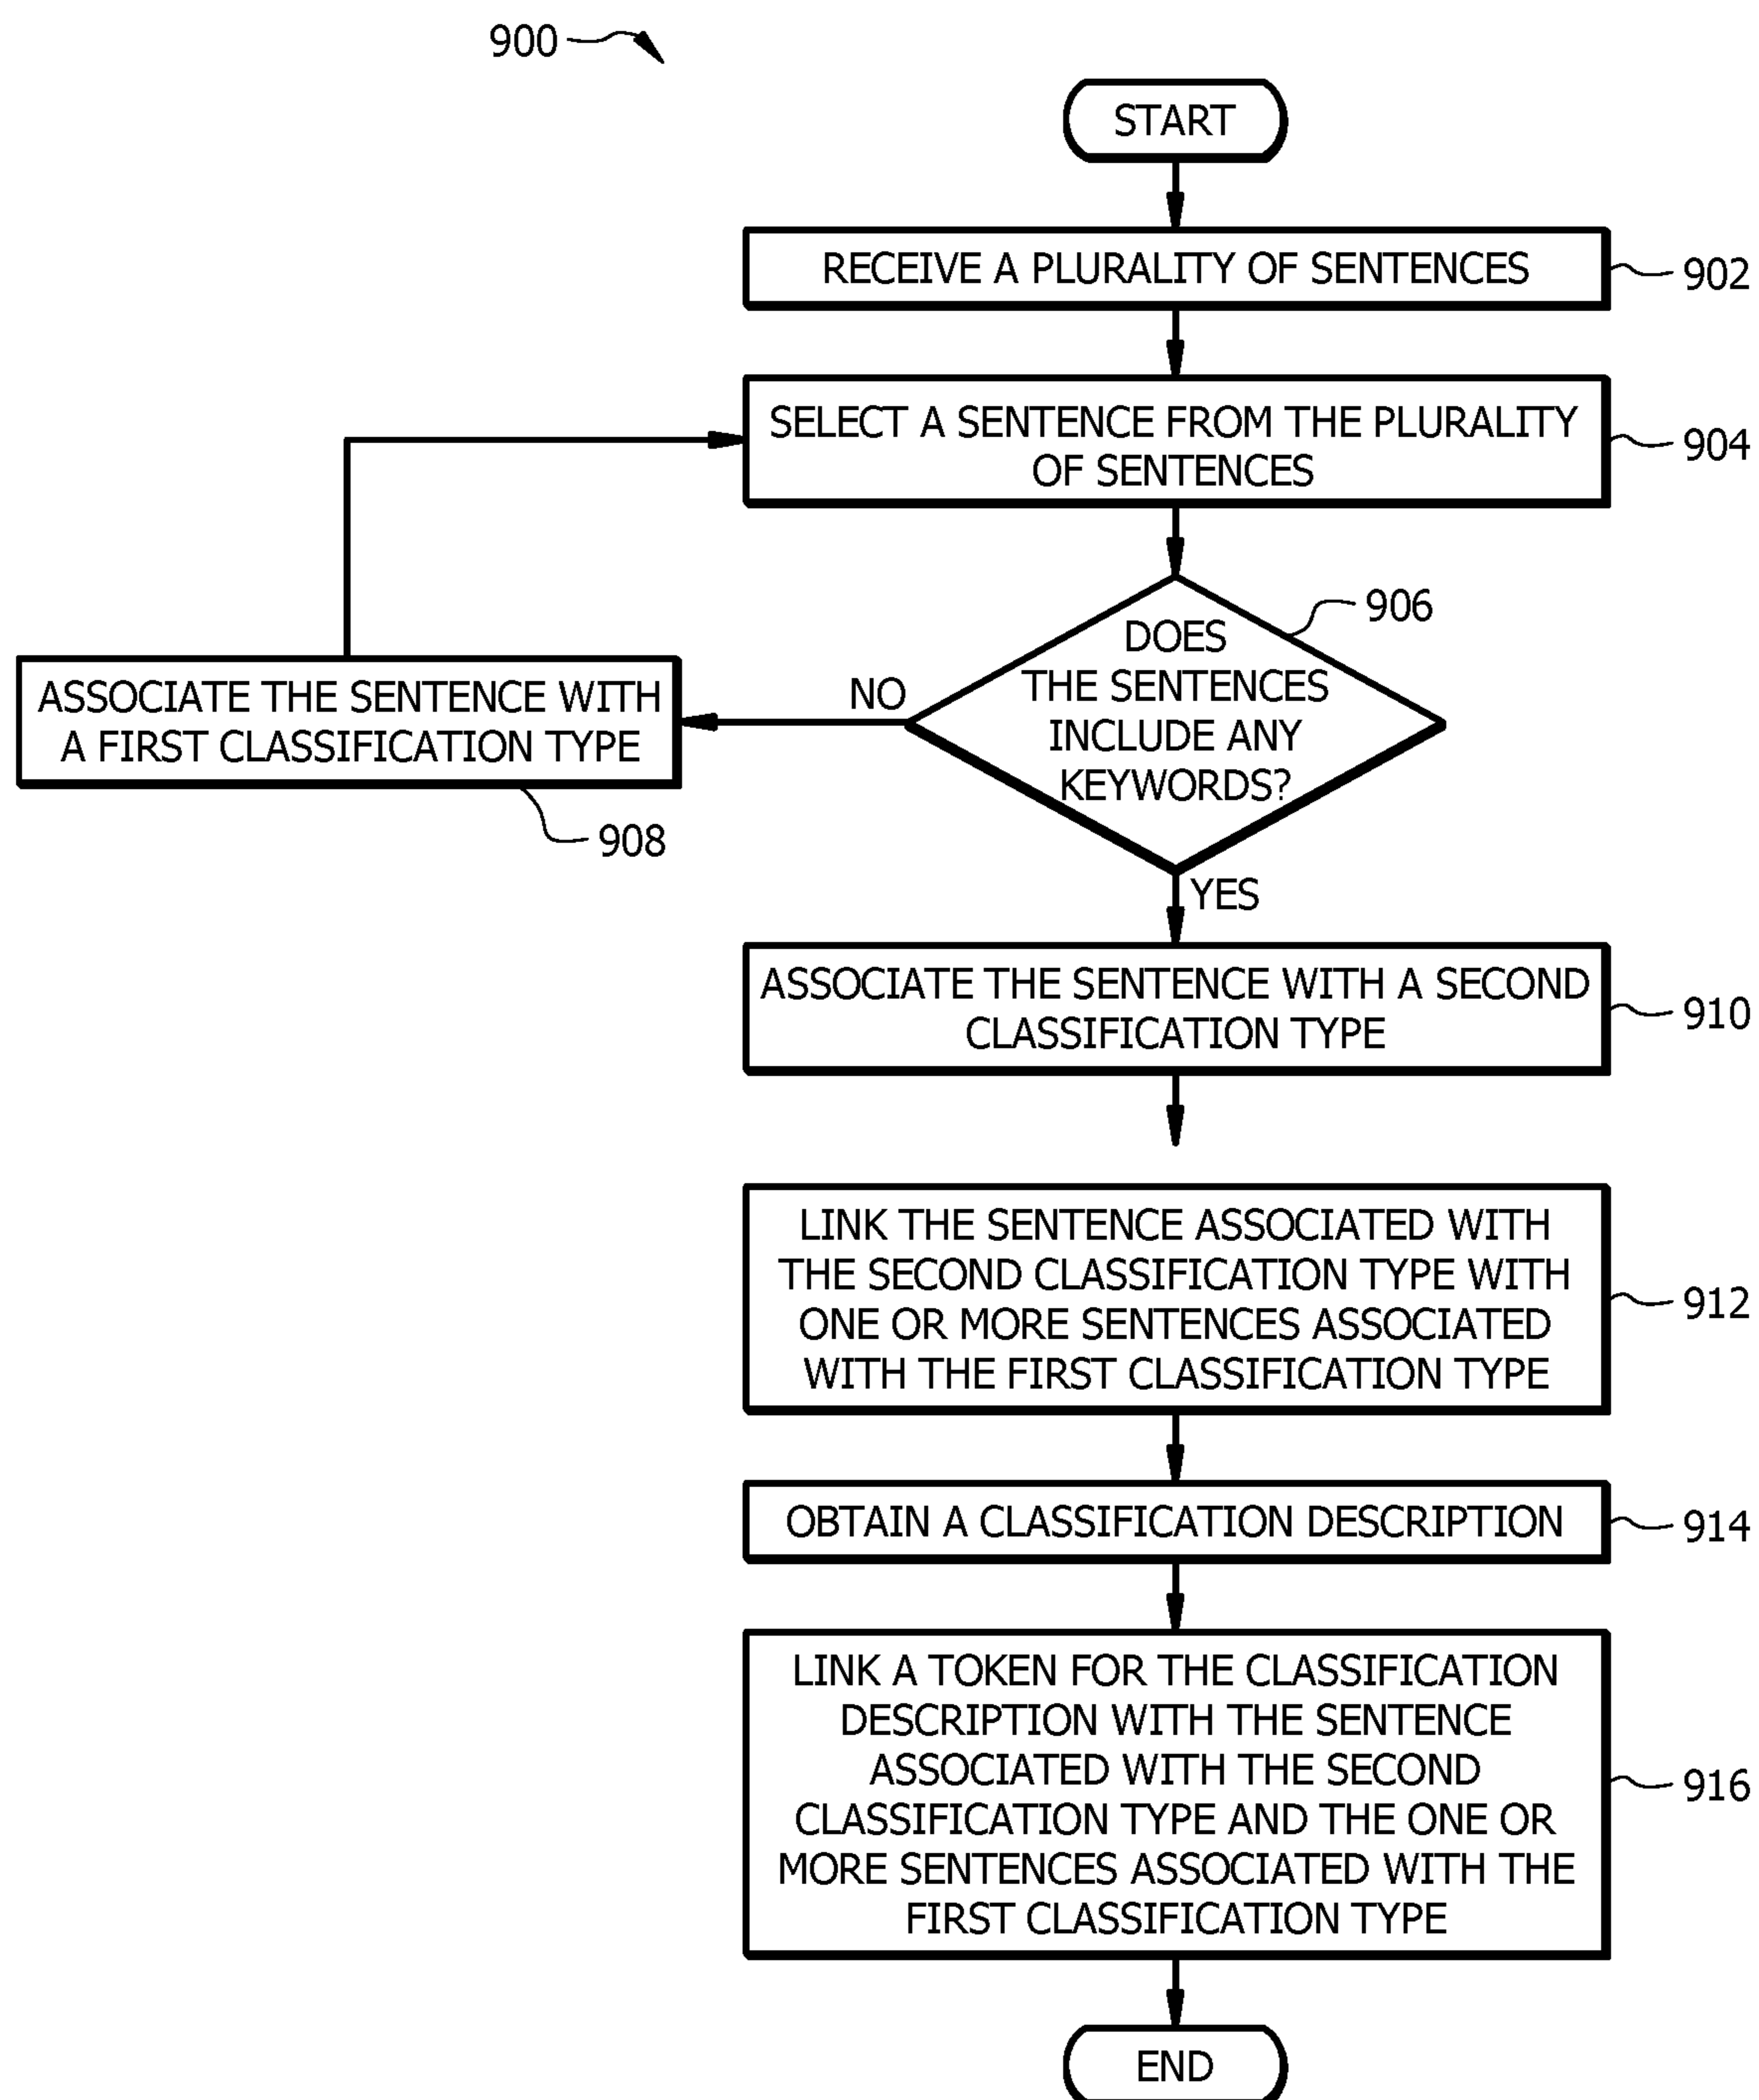 900
START
RECEIVE A PLURALITY OF SENTENCES
902
SELECT A SENTENCE FROM THE PLURALITY
OF SENTENCES
904
906
DOES
THE SENTENCES
INCLUDE ANY
KEYWORDS?
NO
ASSOCIATE THE SENTENCE WITH
A FIRST CLASSIFICATION TYPE
908
YES
ASSOCIATE THE SENTENCE WITH A SECOND
CLASSIFICATION TYPE
910
LINK THE SENTENCE ASSOCIATED WITH
THE SECOND CLASSIFICATION TYPE WITH
ONE OR MORE SENTENCES ASSOCIATED
WITH THE FIRST CLASSIFICATION TYPE
912
OBTAIN A CLASSIFICATION DESCRIPTION
914
LINK A TOKEN FOR THE CLASSIFICATION
DESCRIPTION WITH THE SENTENCE
ASSOCIATED WITH THE SECOND
CLASSIFICATION TYPE AND THE ONE OR
MORE SENTENCES ASSOCIATED WITH THE
FIRST CLASSIFICATION TYPE
916
END